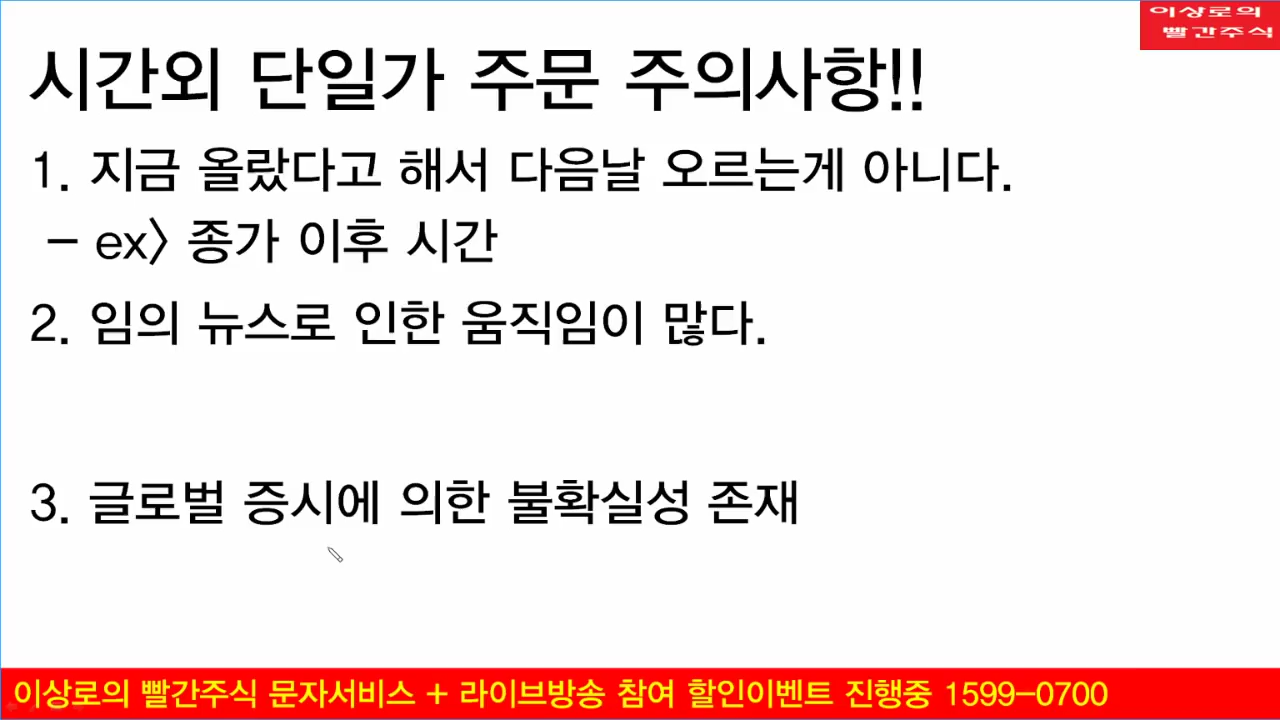 이상로의
빨간주식
시간외 단일가 주문 주의사항!!
1. 지금 올랐다고 해서 다음날 오르는게 아니다.
- ex> 종가 이후 시간
2. 임의 뉴스로 인한 움직임이 많다.
3. 글로벌 증시에 의한 불확실성 존재
이상로의 빨간주식 문자서비스 + 라이브방송 참여 할인이벤트 진행중 1599-0700